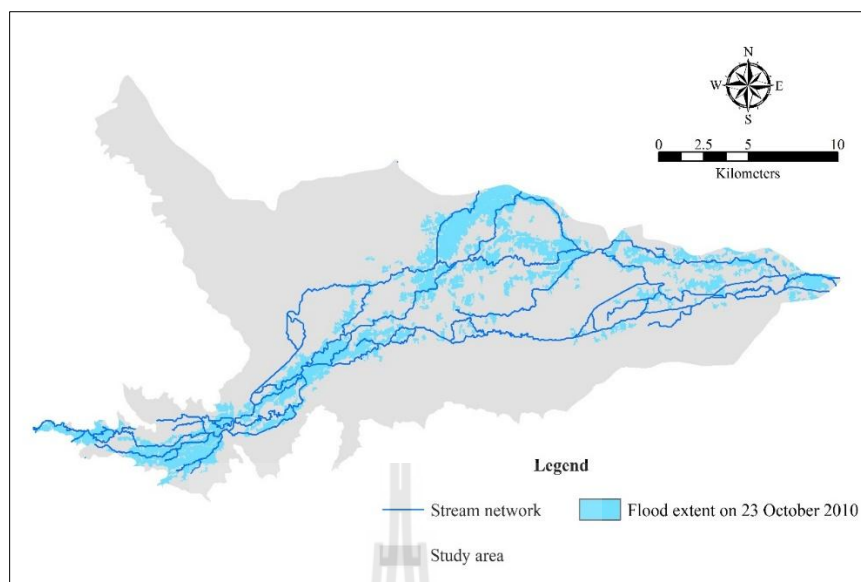 N
W E
S
0 2.5 5 10
Kilometers
Legend
Stream network
Flood extent on 23 October 2010
Study area